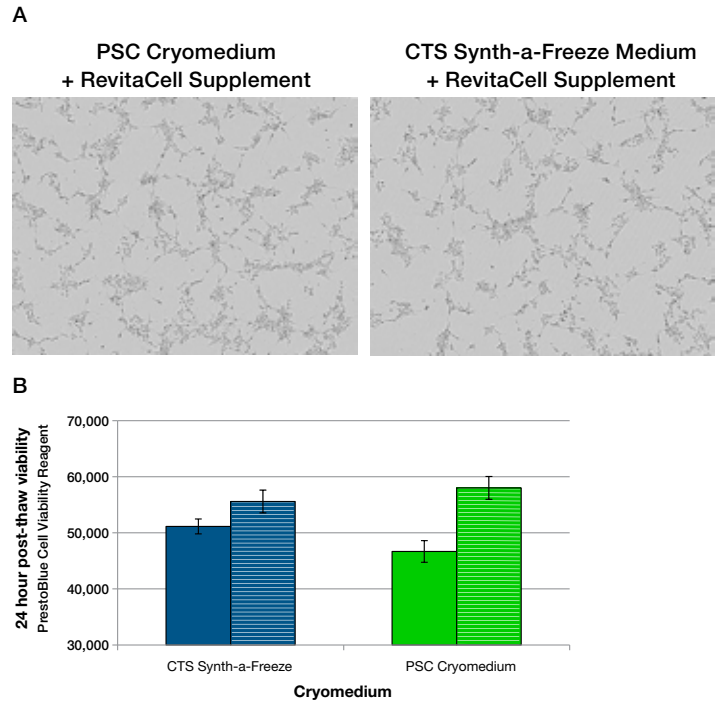 A
PSC Cryomedium
+ RevitaCell Supplement
CTS Synth-a-Freeze Medium
+ RevitaCell Supplement
B
24 hour post-thaw viability
PrestoBlue Cell Viability Reagent
70,000
60,000
50,000
40,000
30,000
CTS Synth-a-Freeze
PSC Cryomedium
Cryomedium